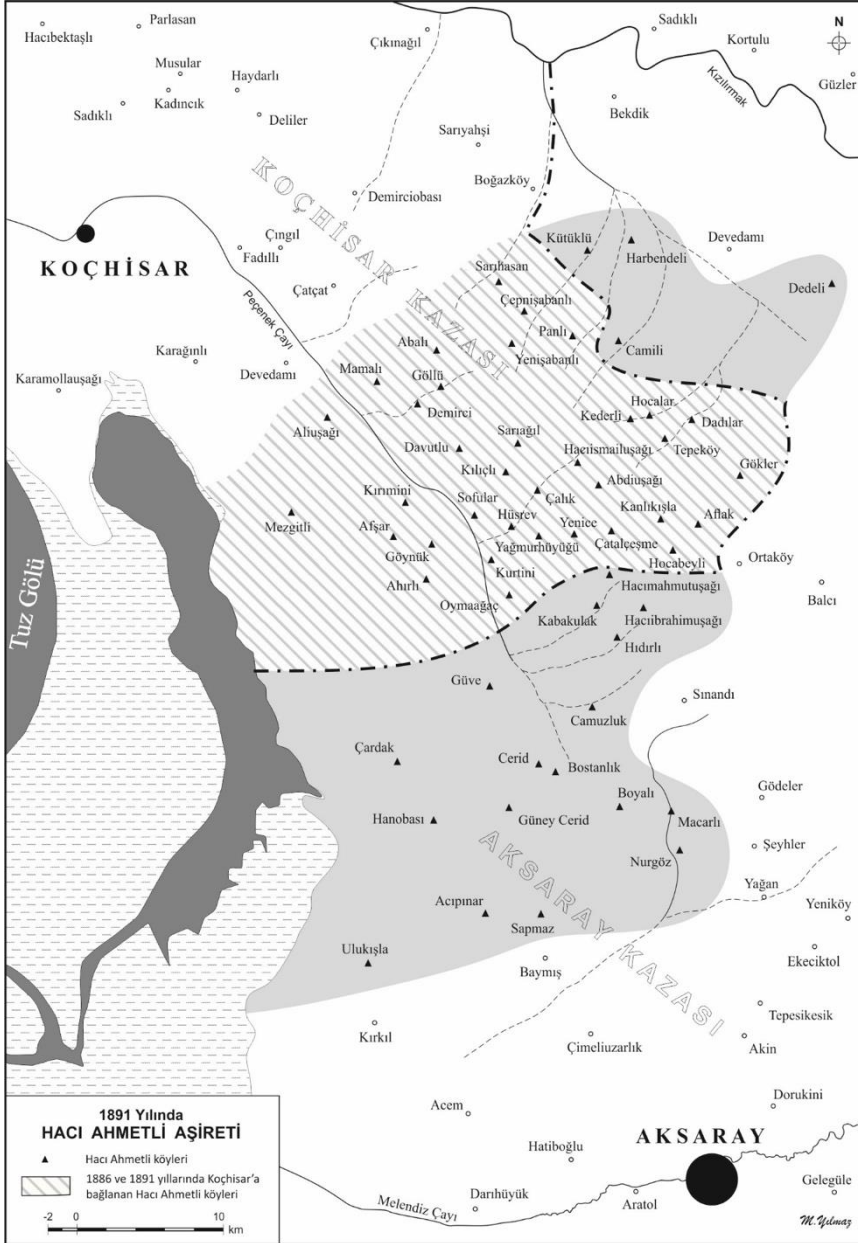 Hacıbektaşlı
Parlasan
Çıkınağıl
Sadıklı
Kortulu
N
Musular
Haydarlı
Kızılırmak
Güzler
Sadıklı
Kadıncık
Deliler
Bekdik
Sarıyahşi
KOÇHİSAR KAZASI
Boğazköy
Demirciobası
KOÇHİSAR
Çıngıl
Fadıllı
Kütüklü
Harbendeli
Devedamı
Çatçat
Sarıhasan
Dedeli
Peçenek Çayı
Çepnişabanlı
Panlı
Camili
Karağınlı
Abalı
Yenişabanlı
Devedamı
Karamollauşağı
Mamalı
Göllü
Demirci
Hocalar
Kederli
Dadılar
Aliuşağı
Sarıağıl
Davutlu
Hacıismailuşağı
Tepeköy
Kılıçlı
Gökler
Abdiuşağı
Kırımini
Sofular
Çalık
Kanlıkışla
Mezgitli
Hüsrev
Aflak
Afşar
Yenice
Göynük
Yağmurhüyüğü
Çatalçeşme
Kurtini
Hocabeyli
Ortaköy
Ahırlı
Hacımahmutuşağı
Balcı
Oymaağaç
Kabakulak
Hacıibrahimuşağı
Tuz Gölü
Hıdırlı
Güve
Sınandı
Camuzluk
Çardak
Cerid
Bostanlık
Gödeler
Boyalı
Hanobası
Güney Cerid
Macarlı
Şeyhler
Nurgöz
AKSARAY KAZASI
Yağan
Acıpınar
Sapmaz
Yeniköy
Ulukışla
Baymış
Ekeciktol
Tepesikesik
Kırkıl
Çimeliuzarlık
Akin
Dorukini
Acem
AKSARAY
Hatiboğlu
Gelegüle
Darıhüyük
Aratol
Melendiz Çayı
M.Yılmaz
1891 Yılında
HACI AHMETLİ AŞİRETİ
Hacı Ahmetli köyleri
1886 ve 1891 yıllarında Koçhisar'a
bağlanan Hacı Ahmetli köyleri
-2 0 10
km